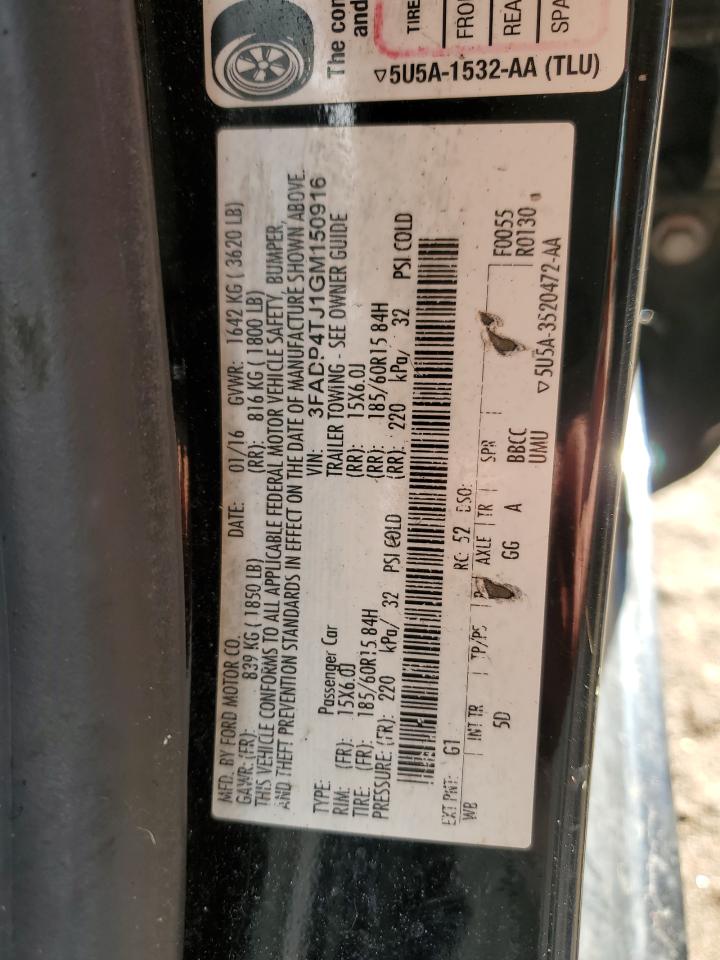 The con
and
TIRE
FRO
REA
SPA
▽5U5A-1532-AA (TLU)
MFD. BY FORD MOTOR CO. DATE: 01/16 GVWR: 1642 KG ( 3620 LB)
GAWR: (FR): 839 KG ( 1850 LB) (RR): 816 KG ( 1800 LB)
THIS VEHICLE CONFORMS TO ALL APPLICABLE FEDERAL MOTOR VEHICLE SAFETY, BUMPER,
AND THEFT PREVENTION STANDARDS IN EFFECT ON THE DATE OF MANUFACTURE SHOWN ABOVE.
VIN: 3FADP4TJ1GM150916
TYPE: Passenger Car TRAILER TOWING - SEE OWNER GUIDE
RIM: (FR): 15X6.0J (RR): 15X6.0J
TIRE: (FR): 185/60R15 84H (RR): 185/60R15 84H
PRESSURE: (FR): 220 kPa/ 32 PSI COLD (RR): 220 kPa/ 32 PSI COLD
EXT PNT: G1 RC: 52 DSO: F0055
WB INT TR TP/PS R AXLE TR SPR R0130
5D GG A BBCC
UMU
▽5U5A-3520472-AA